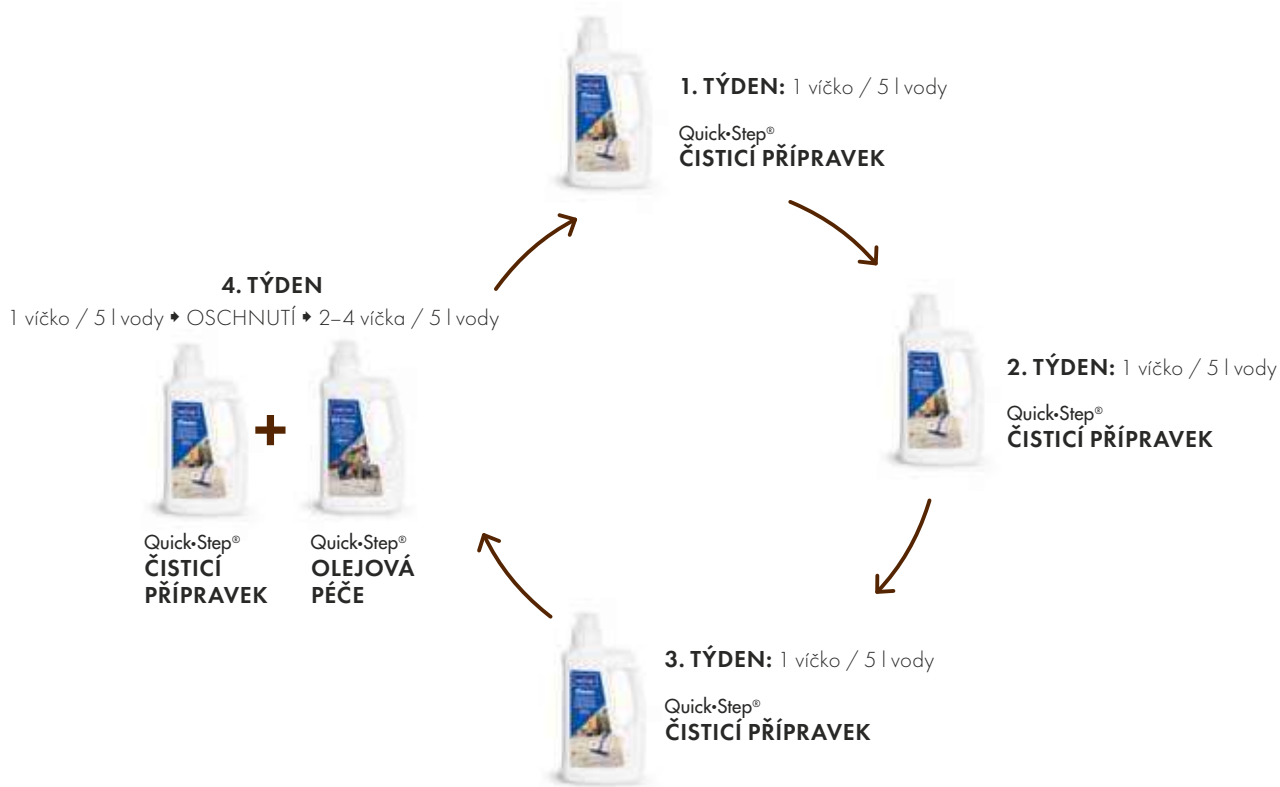 1. TÝDEN: 1 víčko / 5 l vody
Quick•Step®
ČISTICÍ PŘÍPRAVEK
2. TÝDEN: 1 víčko / 5 l vody
Quick•Step®
ČISTICÍ PŘÍPRAVEK
3. TÝDEN: 1 víčko / 5 l vody
Quick•Step®
ČISTICÍ PŘÍPRAVEK
4. TÝDEN
1 víčko / 5 l vody ➧ OSCHNUTÍ ➧ 2–4 víčka / 5 l vody
+
Quick•Step®
ČISTICÍ
PŘÍPRAVEK
Quick•Step®
OLEJOVÁ
PÉČE